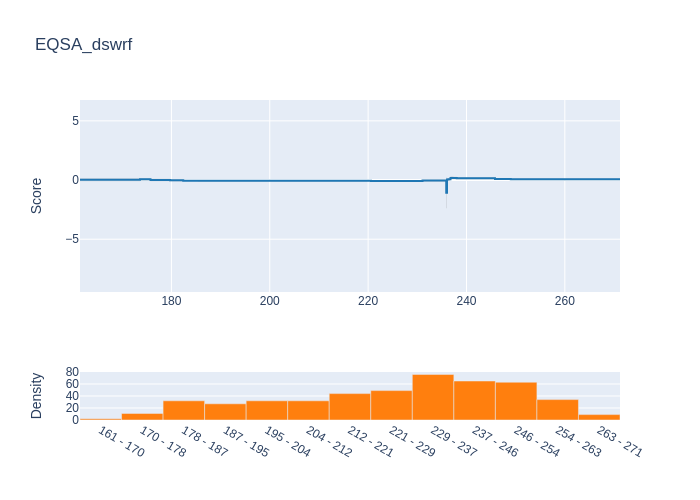 EQSA_dswrf
Score
5
0
−5
180
200
220
240
260
Density
80
60
40
20
0
161 - 170
170 - 178
178 - 187
187 - 195
195 - 204
204 - 212
212 - 221
221 - 229
229 - 237
237 - 246
246 - 254
254 - 263
263 - 271